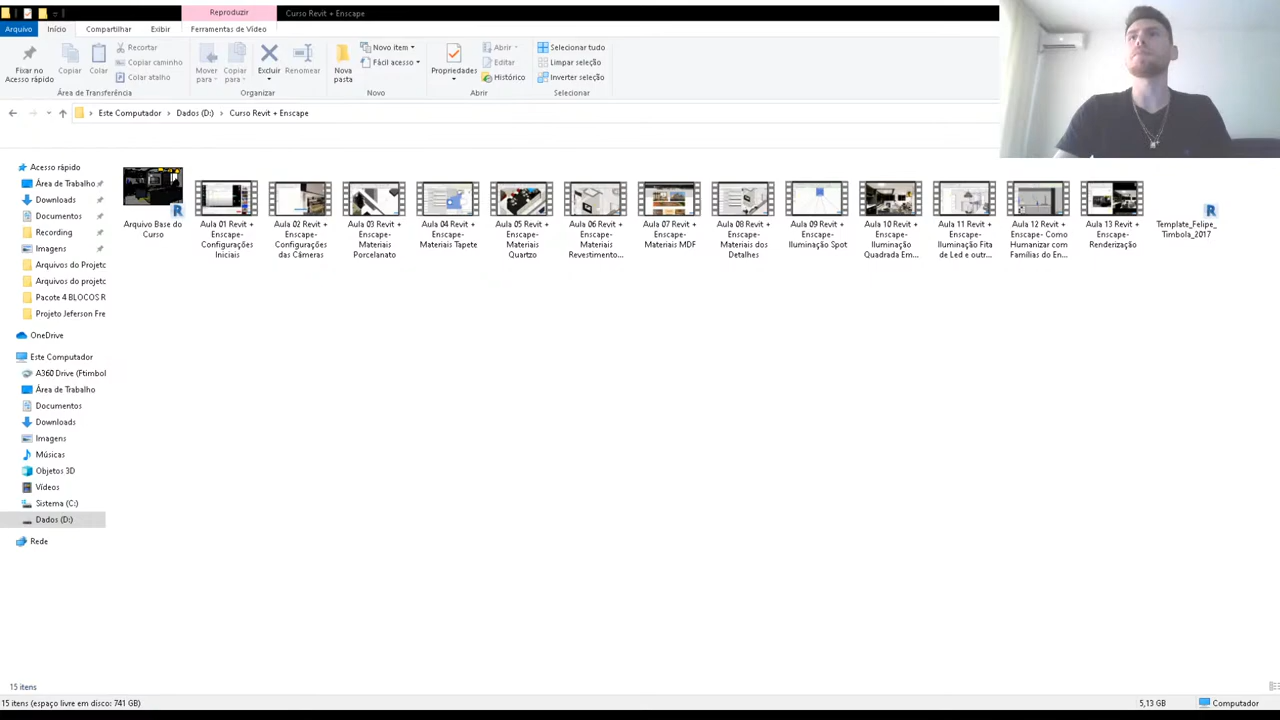 Reproduzir
Curso Revit + Enscape
Arquivo
Início
Compartilhar
Exibir
Ferramentas de Vídeo
Fixar no
Acesso rápido
Copiar
Colar
Recortar
Copiar caminho
Colar atalho
Área de Transferência
Mover
para
Copiar
para
Excluir
Renomear
Organizar
Nova
pasta
Novo item
Fácil acesso
Novo
Propriedades
Abrir
Editar
Histórico
Abrir
Selecionar tudo
Limpar seleção
Inverter seleção
Selecionar
Este Computador
Dados (D:)
Curso Revit + Enscape
Acesso rápido
Área de Trabalho
Downloads
Documentos
Recording
Imagens
Arquivos do Projetc
Arquivos do projetc
Pacote 4 BLOCOS R
Projeto Jeferson Fre
OneDrive
Este Computador
A360 Drive (Ftimbol
Área de Trabalho
Documentos
Downloads
Imagens
Músicas
Objetos 3D
Vídeos
Sistema (C:)
Dados (D:)
Rede
Arquivo Base do
Curso
Aula 01 Revit +
Enscape-
Configurações
Iniciais
Aula 02 Revit +
Enscape-
Configurações
das Câmeras
Aula 03 Revit +
Enscape-
Materiais
Porcelanato
Aula 04 Revit +
Enscape-
Materiais Tapete
Aula 05 Revit +
Enscape-
Materiais
Quartzo
Aula 06 Revit +
Enscape-
Materiais
Revestimento...
Aula 07 Revit +
Enscape-
Materiais MDF
Aula 08 Revit +
Enscape-
Materiais dos
Detalhes
Aula 09 Revit +
Enscape-
Iluminação Spot
Aula 10 Revit +
Enscape-
Iluminação
Quadrada Em...
Aula 11 Revit +
Enscape-
Iluminação Fita
de Led e outr...
Aula 12 Revit +
Enscape- Como
Humanizar com
Familias do En...
Aula 13 Revit +
Enscape-
Renderização
Template_Felipe_
Timbola_2017
15 itens
15 itens (espaço livre em disco: 741 GB)
5,13 GB
Computador